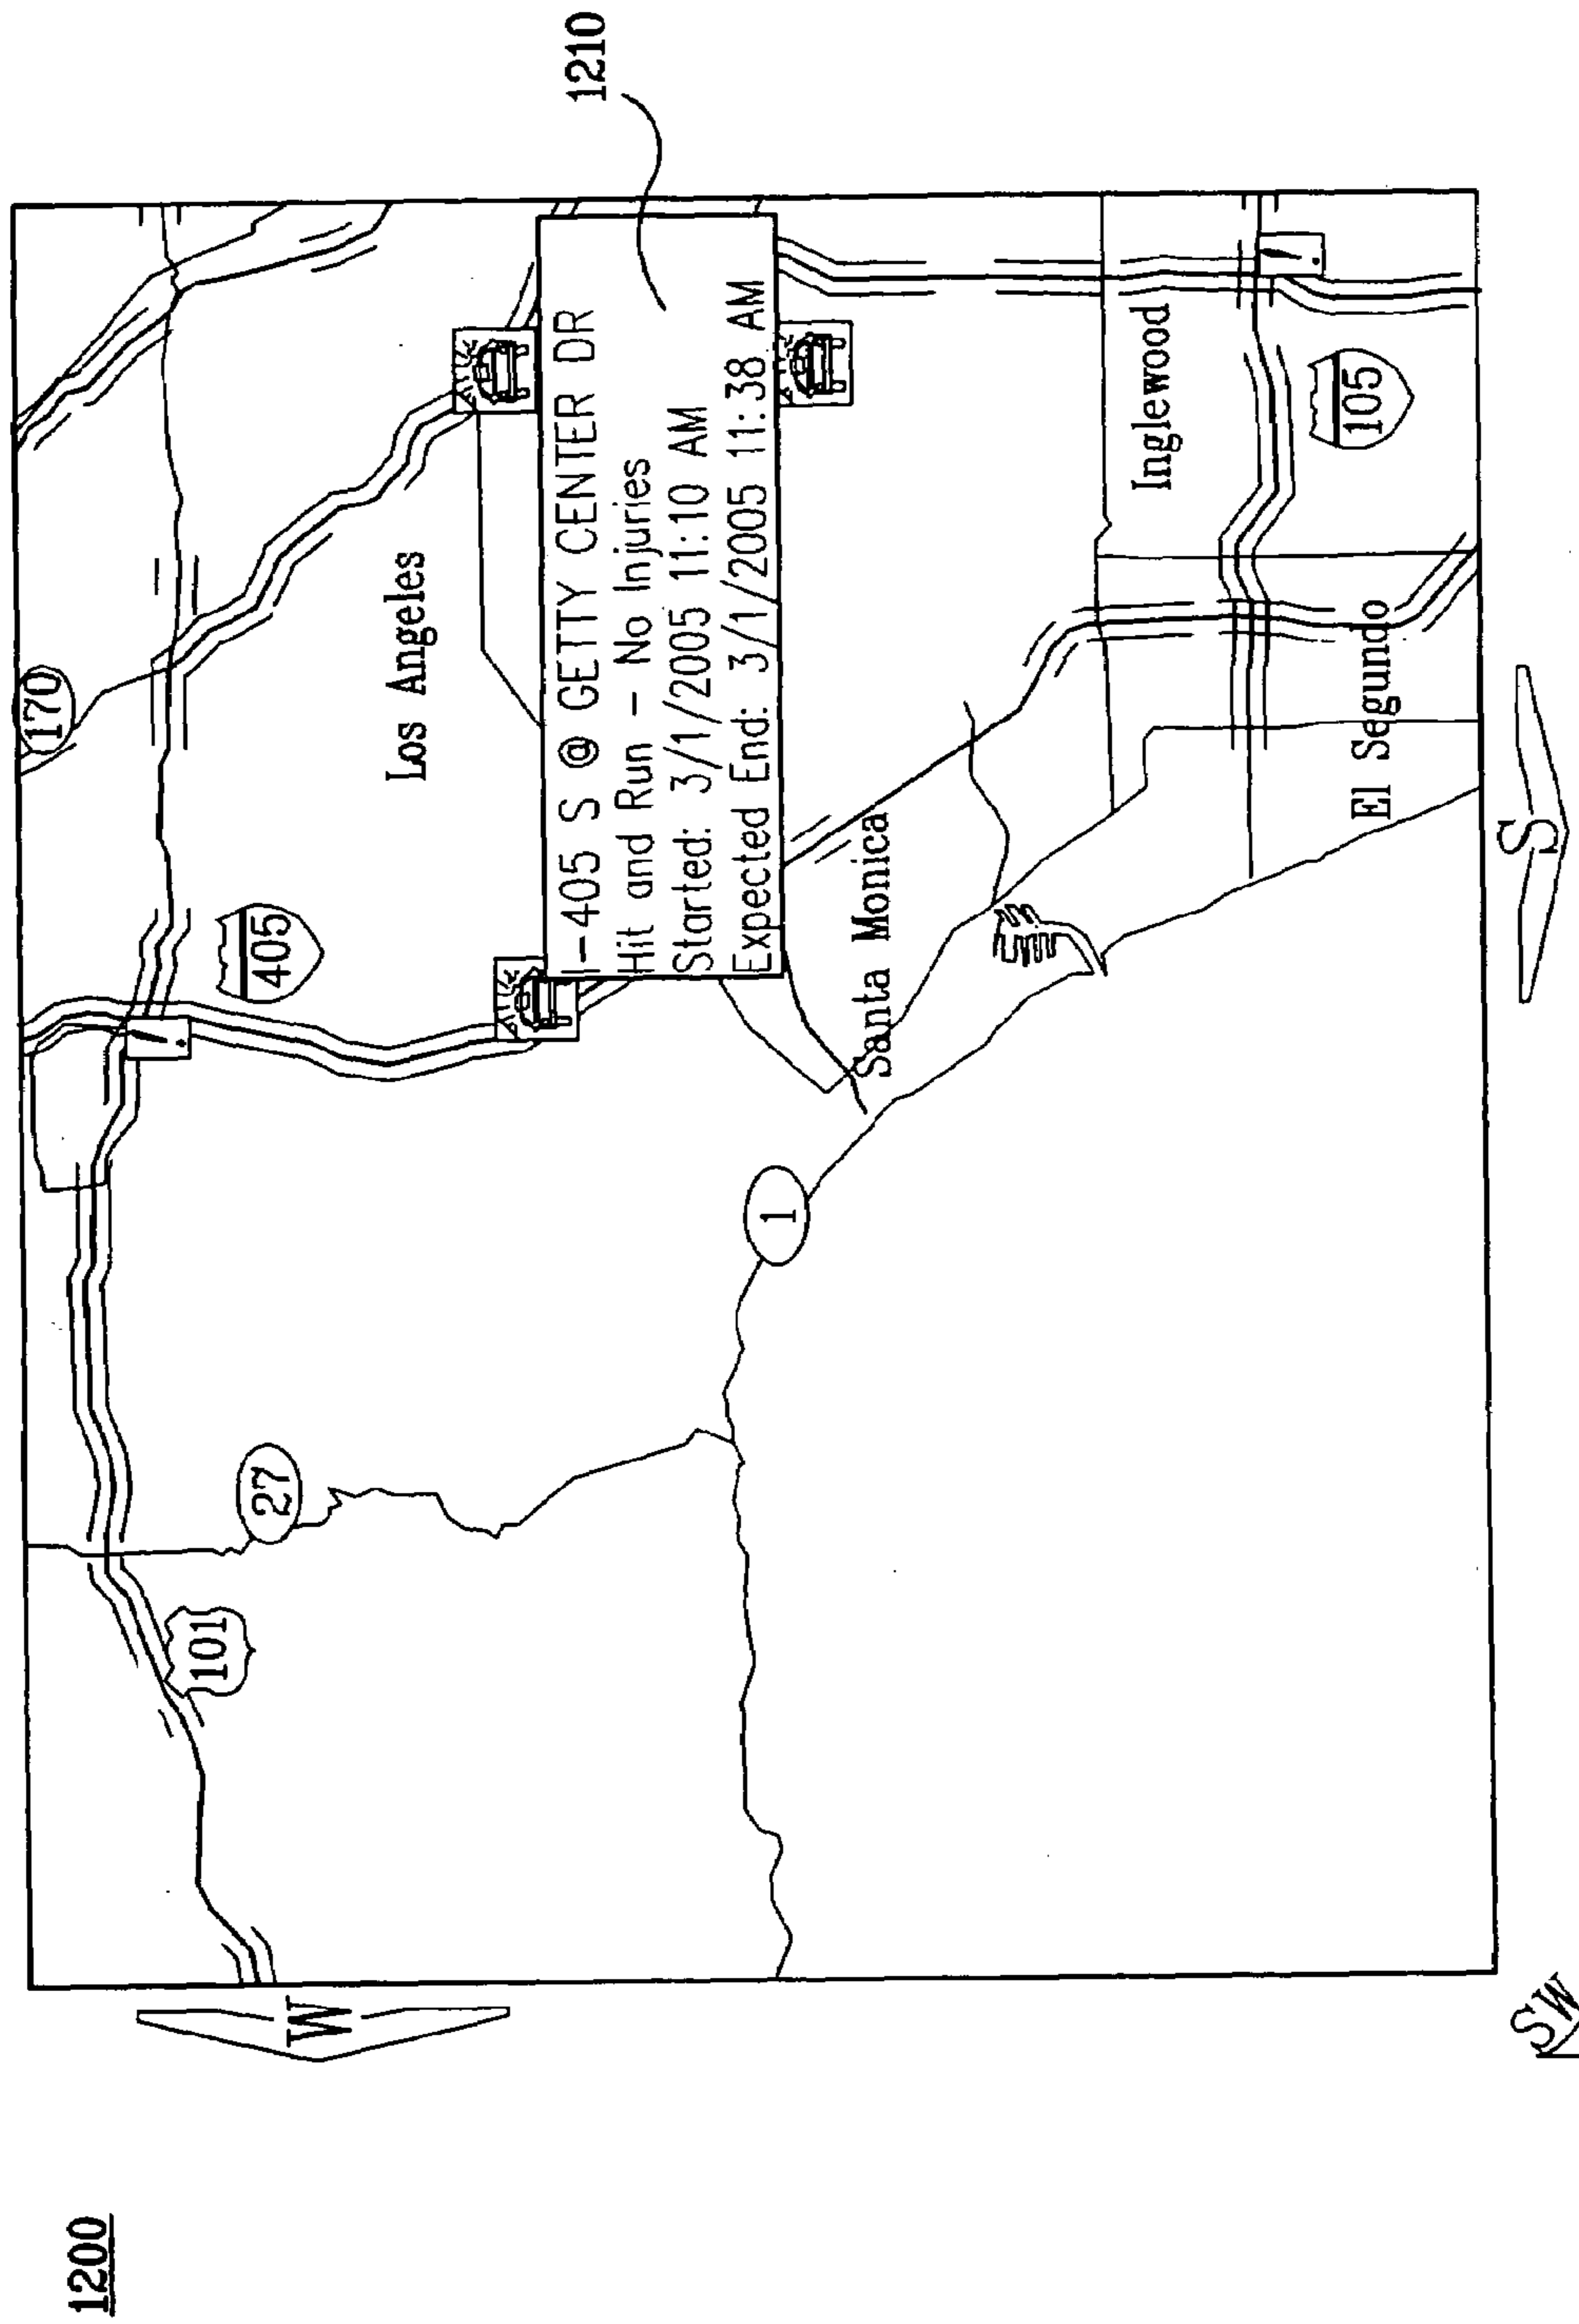 1200
170
405
101
27
Los Angeles
I-405 S @ GETTY CENTER DR
Hit and Run - No Injuries
Started: 3/1/2005 11:10 AM
Expected End: 3/1/2005 11:38 AM
1210
W
1
Santa Monica
Inglewood
105
El Segundo
SW
S